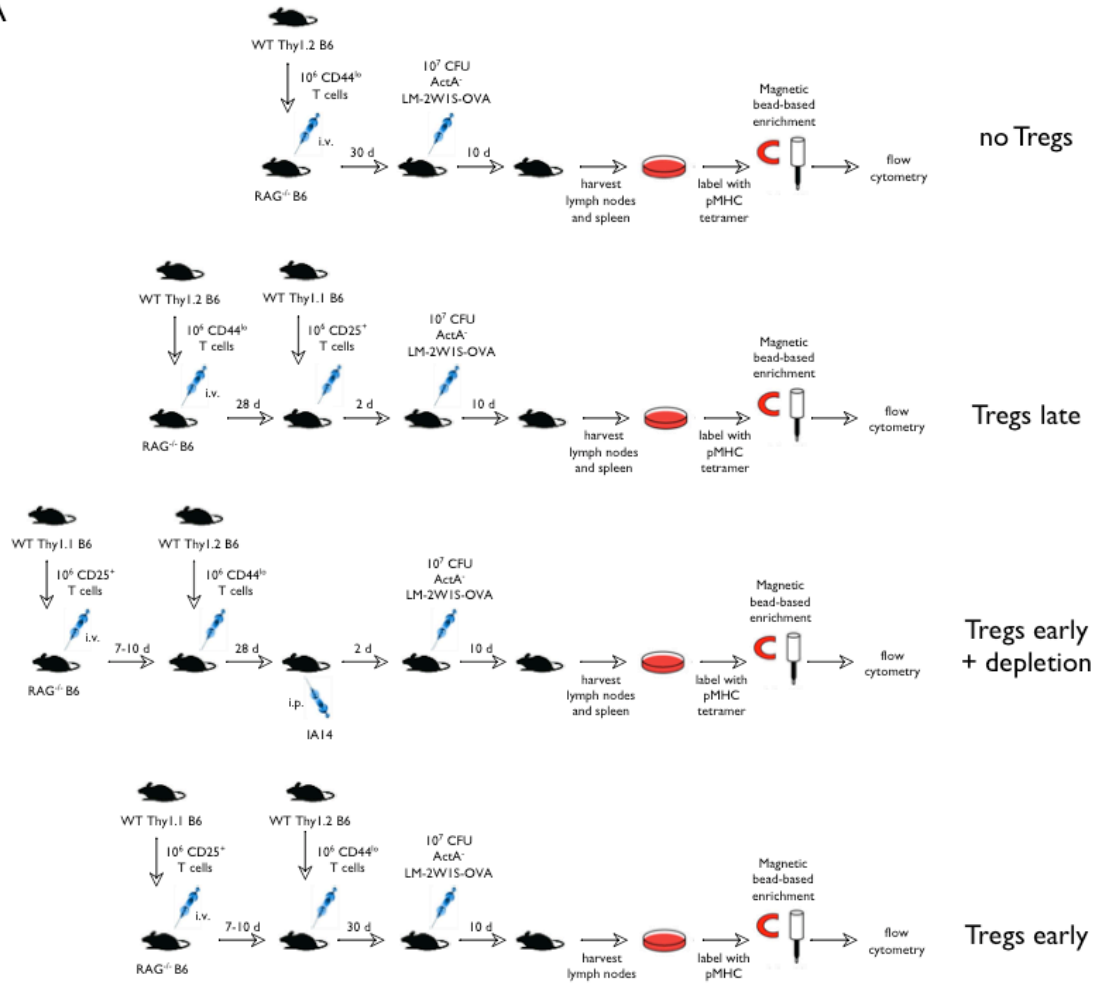 A
WT Thy1.2 B6
10⁶ CD44ˡᵒ
T cells
i.v.
RAG⁻/⁻ B6
30 d
10⁷ CFU
ActA⁻
LM-2W1S-OVA
10 d
harvest
lymph nodes
and spleen
label with
pMHC
tetramer
Magnetic
bead-based
enrichment
flow
cytometry
no Tregs
WT Thy1.2 B6
10⁶ CD44ˡᵒ
T cells
i.v.
RAG⁻/⁻ B6
28 d
WT Thy1.1 B6
10⁶ CD25⁺
T cells
2 d
10⁷ CFU
ActA⁻
LM-2W1S-OVA
10 d
harvest
lymph nodes
and spleen
label with
pMHC
tetramer
Magnetic
bead-based
enrichment
flow
cytometry
Tregs late
WT Thy1.1 B6
10⁶ CD25⁺
T cells
i.v.
RAG⁻/⁻ B6
7-10 d
WT Thy1.2 B6
10⁶ CD44ˡᵒ
T cells
28 d
i.p.
1A14
2 d
10⁷ CFU
ActA⁻
LM-2W1S-OVA
10 d
harvest
lymph nodes
and spleen
label with
pMHC
tetramer
Magnetic
bead-based
enrichment
flow
cytometry
Tregs early
+ depletion
WT Thy1.1 B6
10⁶ CD25⁺
T cells
i.v.
RAG⁻/⁻ B6
7-10 d
WT Thy1.2 B6
10⁶ CD44ˡᵒ
T cells
30 d
10⁷ CFU
ActA⁻
LM-2W1S-OVA
10 d
harvest
lymph nodes
label with
pMHC
Magnetic
bead-based
enrichment
flow
cytometry
Tregs early